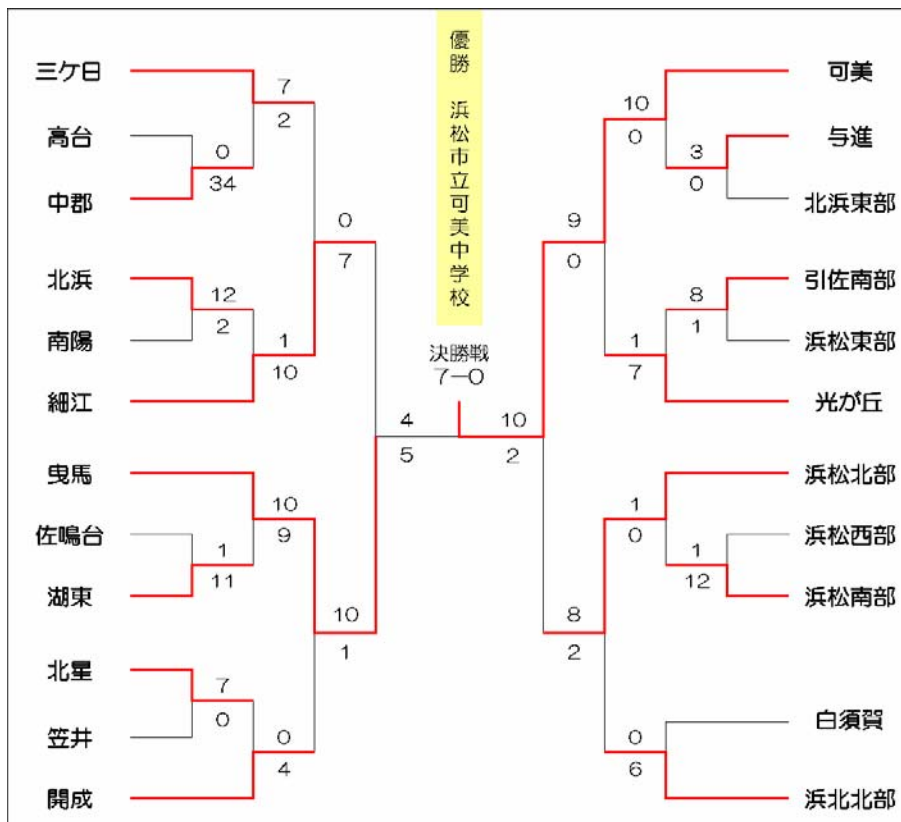 優勝 浜松市立可美中学校
決勝戦
7-0
三ケ日
高台
中郡
北浜
南陽
細江
曳馬
佐鳴台
湖東
北星
笠井
開成
7
2
0
34
12
2
1
10
0
7
10
9
1
11
10
1
7
0
0
4
4
5
可美
与進
北浜東部
引佐南部
浜松東部
光が丘
浜松北部
浜松西部
浜松南部
白須賀
浜北北部
10
0
3
0
9
0
8
1
1
7
10
2
1
0
1
12
8
2
0
6